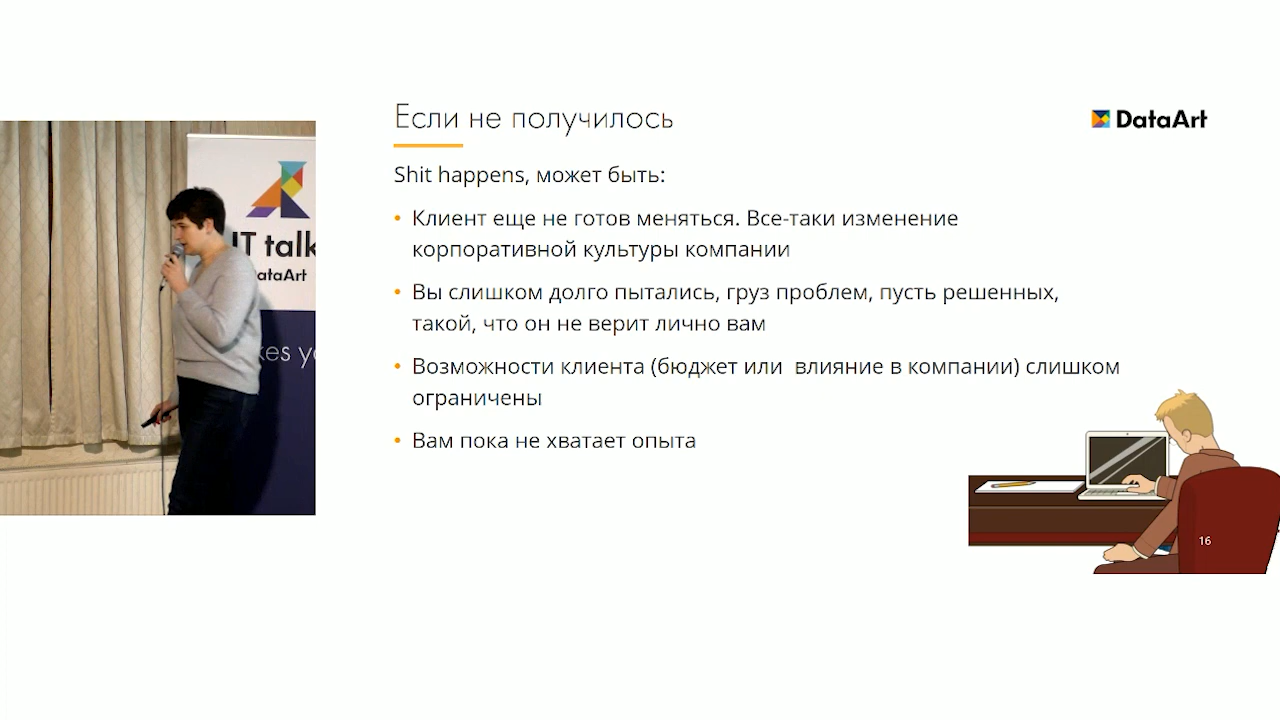 Если не получилось
DataArt
Shit happens, может быть:
• Клиент еще не готов меняться. Все-таки изменение
корпоративной культуры компании
• Вы слишком долго пытались, груз проблем, пусть решенных,
такой, что он не верит лично вам
• Возможности клиента (бюджет или  влияние в компании) слишком
ограничены
• Вам пока не хватает опыта
16
IT talk
ataArt
kes yo